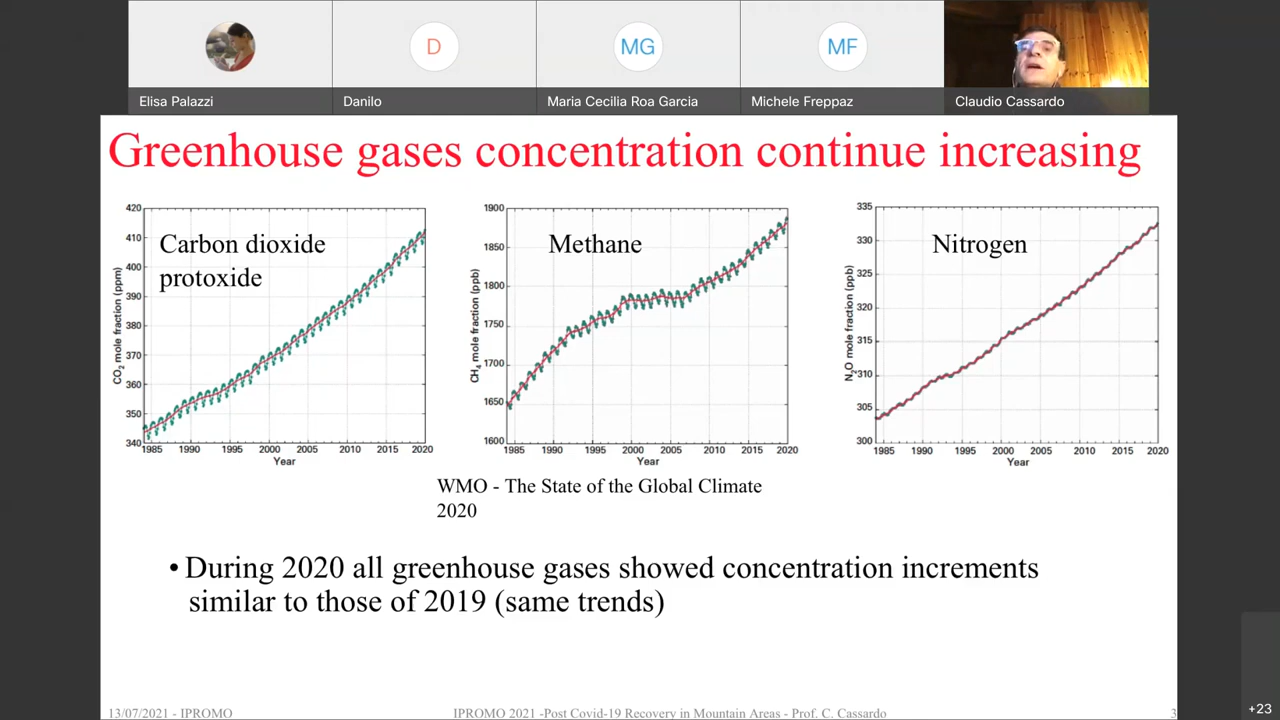 D
MG
MF
Elisa Palazzi
Danilo
Maria Cecilia Roa Garcia
Michele Freppaz
Claudio Cassardo
Greenhouse gases concentration continue increasing
Carbon dioxide
protoxide
CO2 mole fraction (ppm)
420
410
400
390
380
370
360
350
340
1985 1990 1995 2000 2005 2010 2015 2020
Year
Methane
CH4 mole fraction (ppb)
1900
1850
1800
1750
1700
1650
1600
1985 1990 1995 2000 2005 2010 2015 2020
Year
Nitrogen
N2O mole fraction (ppb)
335
330
325
320
315
310
305
300
1985 1990 1995 2000 2005 2010 2015 2020
Year
WMO - The State of the Global Climate
2020
• During 2020 all greenhouse gases showed concentration increments
similar to those of 2019 (same trends)
13/07/2021 - IPROMO
IPROMO 2021 -Post Covid-19 Recovery in Mountain Areas - Prof. C. Cassardo
3
+23